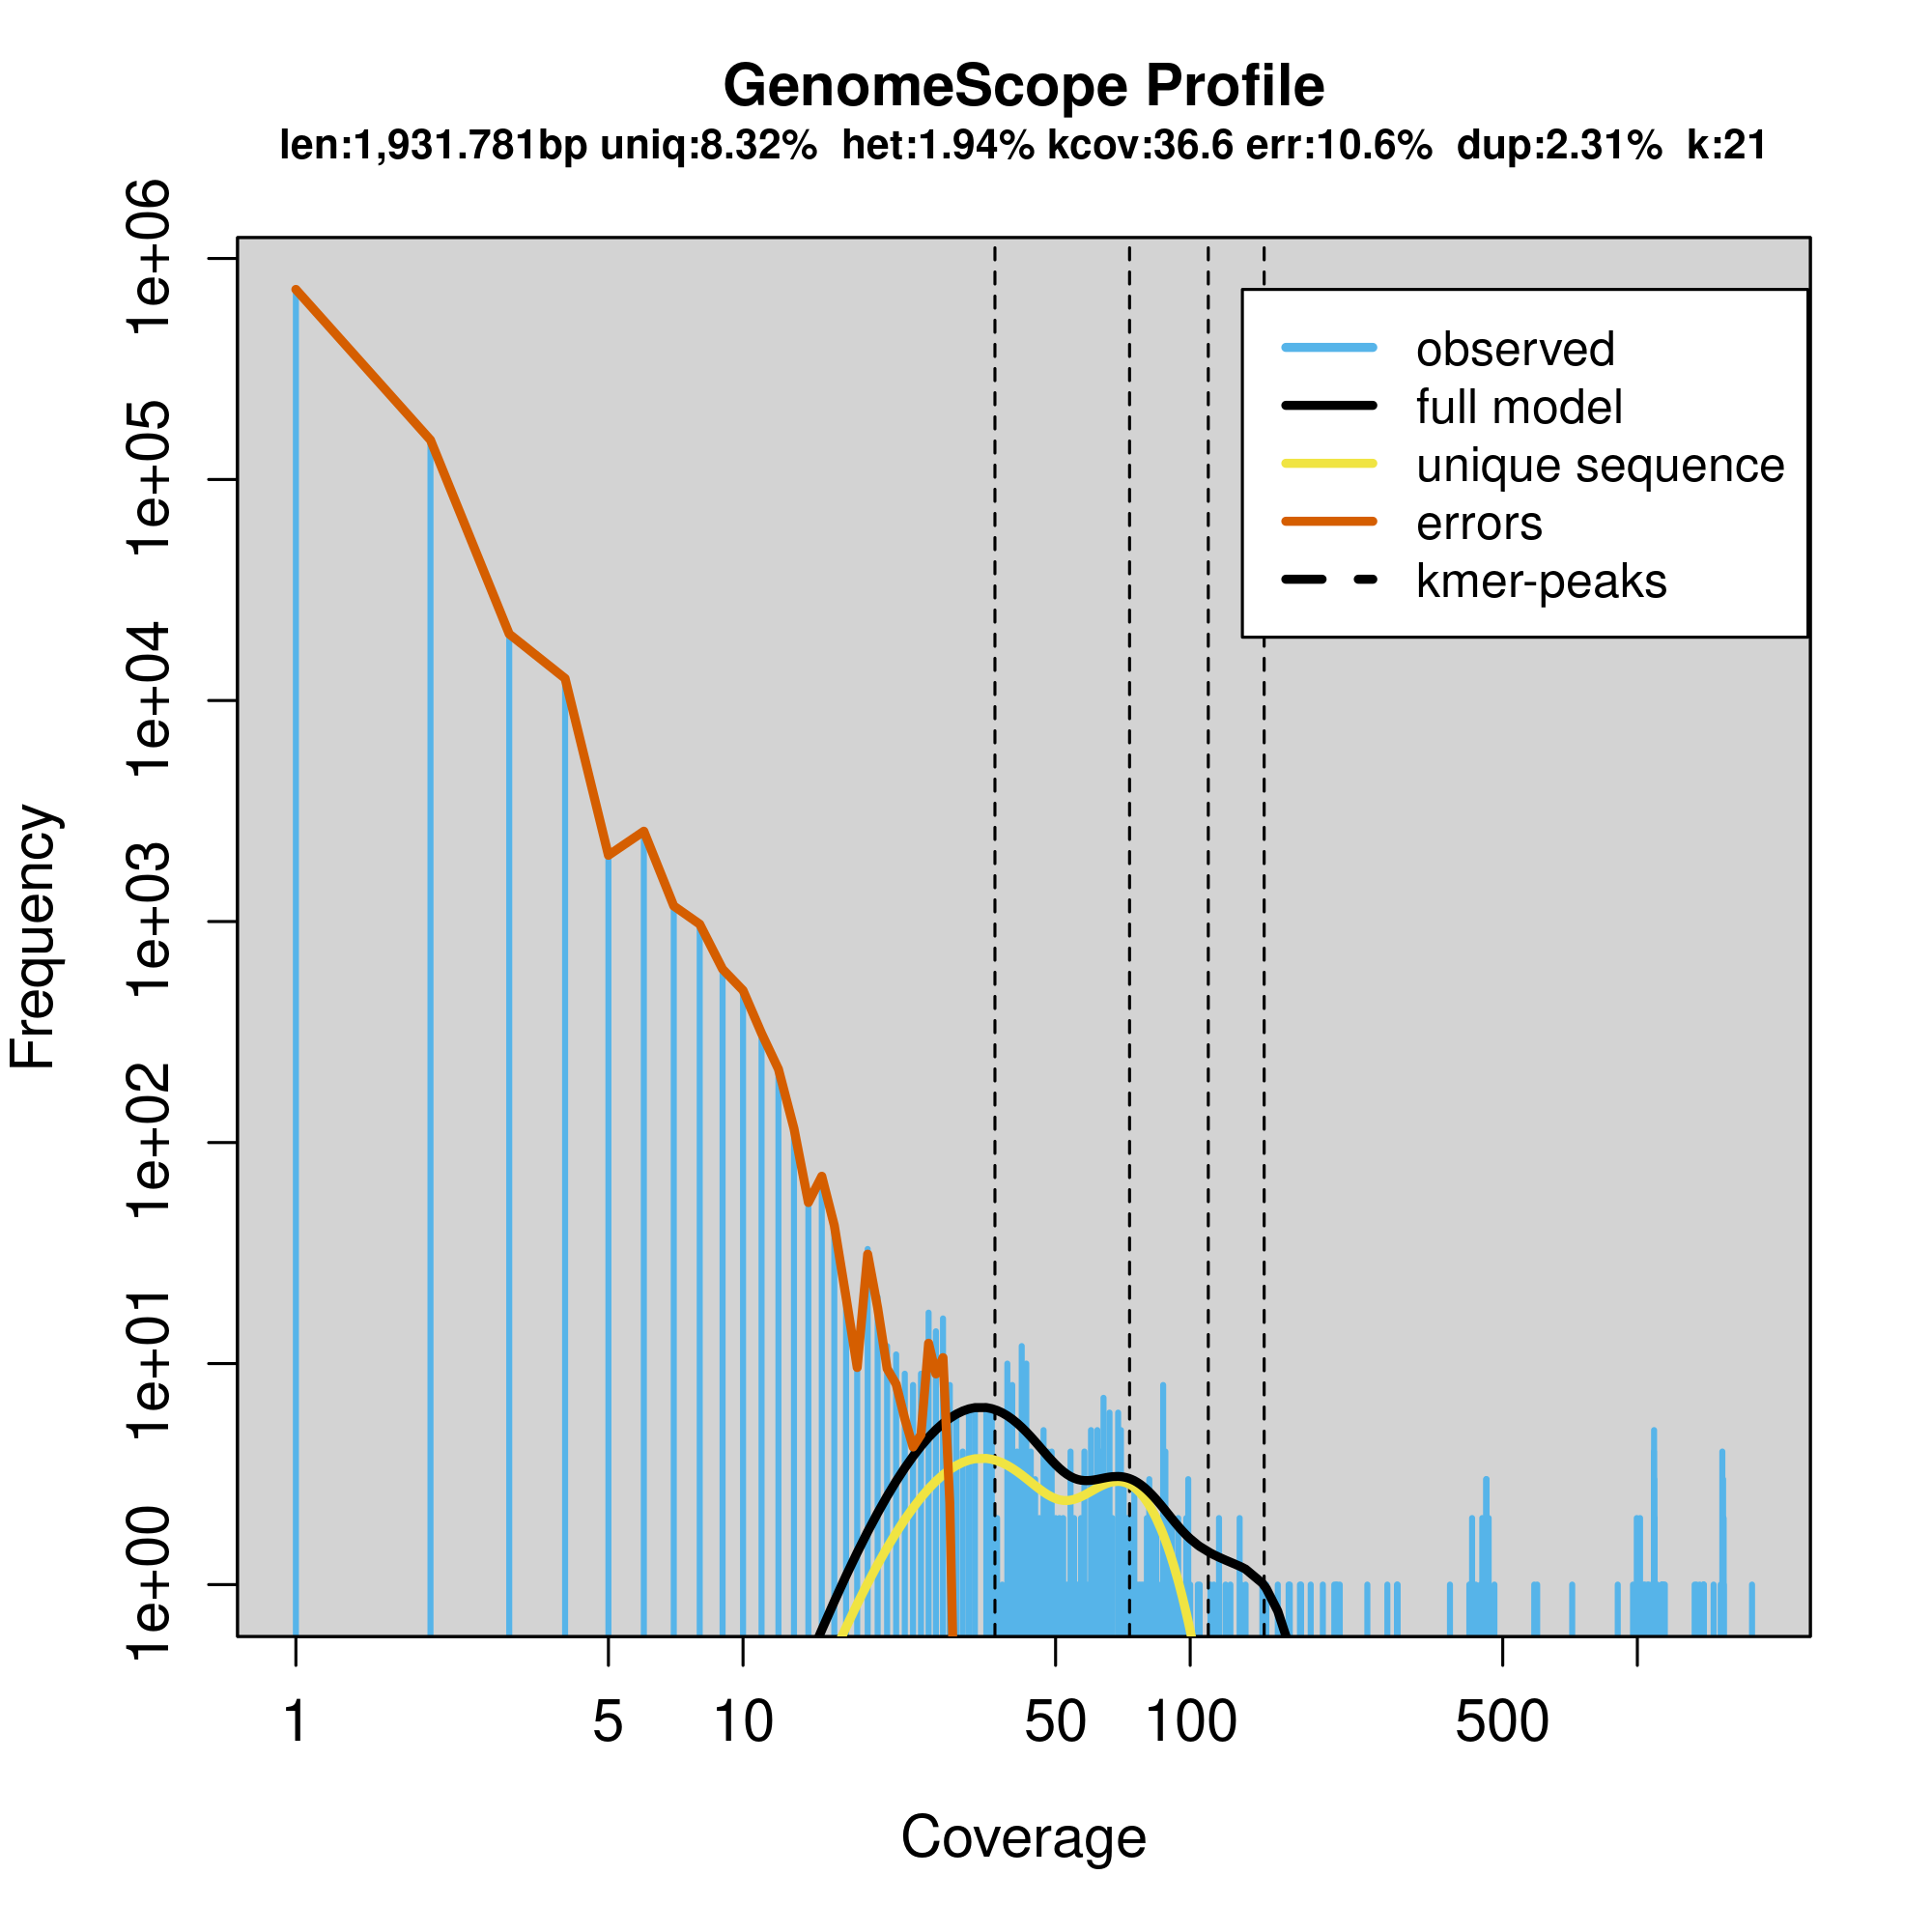 GenomeScope Profile
len:1,931.781bp uniq:8.32% het:1.94% kcov:36.6 err:10.6% dup:2.31% k:21
observed
full model
unique sequence
errors
kmer-peaks
Frequency
1e+06
1e+05
1e+04
1e+03
1e+02
1e+01
1e+00
1 5 10 50 100 500
Coverage